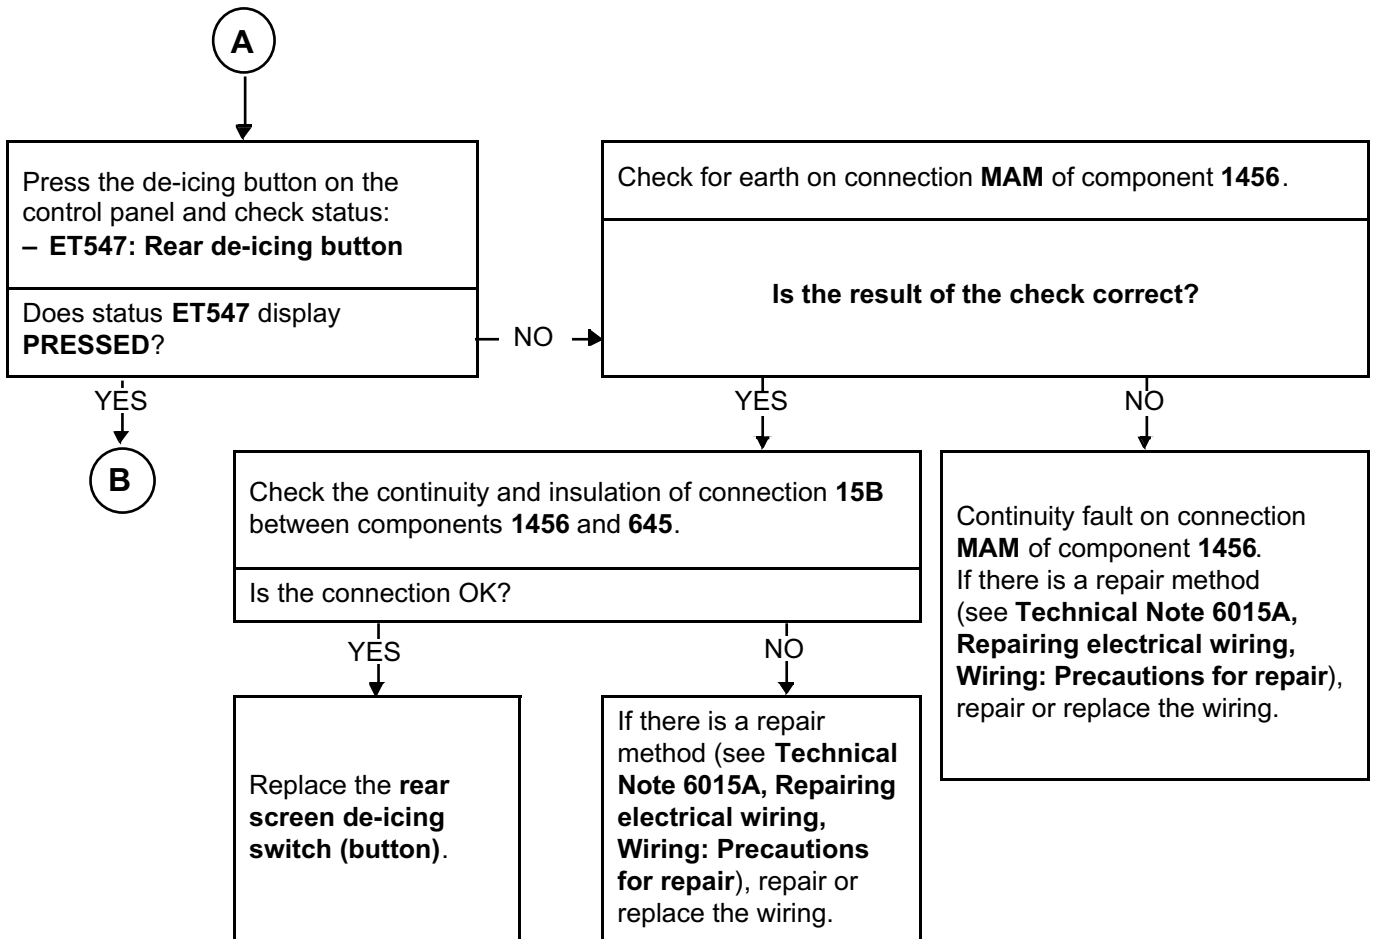 A
Press the de-icing button on the
control panel and check status:
– ET547: Rear de-icing button
Does status ET547 display
PRESSED?
NO
Check for earth on connection MAM of component 1456.
Is the result of the check correct?
YES
B
YES
NO
Check the continuity and insulation of connection 15B
between components 1456 and 645.
Is the connection OK?
Continuity fault on connection
MAM of component 1456.
If there is a repair method
(see Technical Note 6015A,
Repairing electrical wiring,
Wiring: Precautions for repair),
repair or replace the wiring.
YES
NO
Replace the rear
screen de-icing
switch (button).
If there is a repair
method (see Technical
Note 6015A, Repairing
electrical wiring,
Wiring: Precautions
for repair), repair or
replace the wiring.